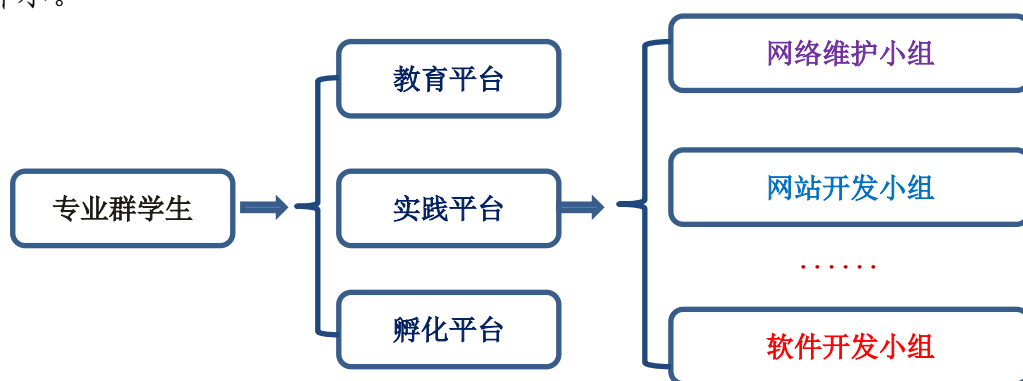 专业群学生
教育平台
实践平台
孵化平台
网络维护小组
网站开发小组
······
软件开发小组